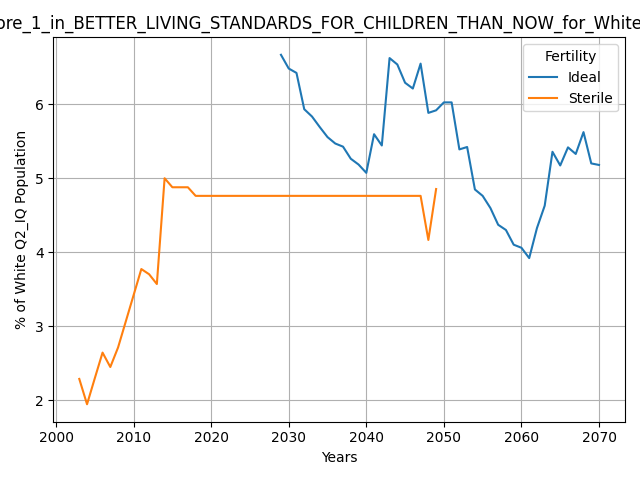 ore_1_in_BETTER_LIVING_STANDARDS_FOR_CHILDREN_THAN_NOW_for_White
% of White Q2_IQ Population
6
5
4
3
2
Fertility
Ideal
Sterile
2000 2010 2020 2030 2040 2050 2060 2070
Years